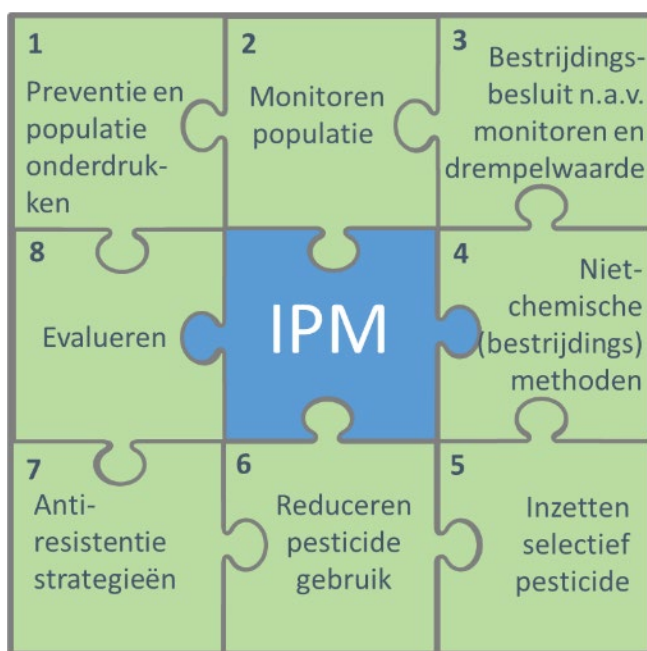 1
Preventie en
populatie
onderdruk-
ken
2
Monitoren
populatie
3
Bestrijdings-
besluit n.a.v.
monitoren en
drempelwaarde
8
Evalueren
IPM
4
Niet-
chemische
(bestrijdings)
methoden
7
Anti-
resistentie
strategieën
6
Reduceren
pesticide
gebruik
5
Inzetten
selectief
pesticide